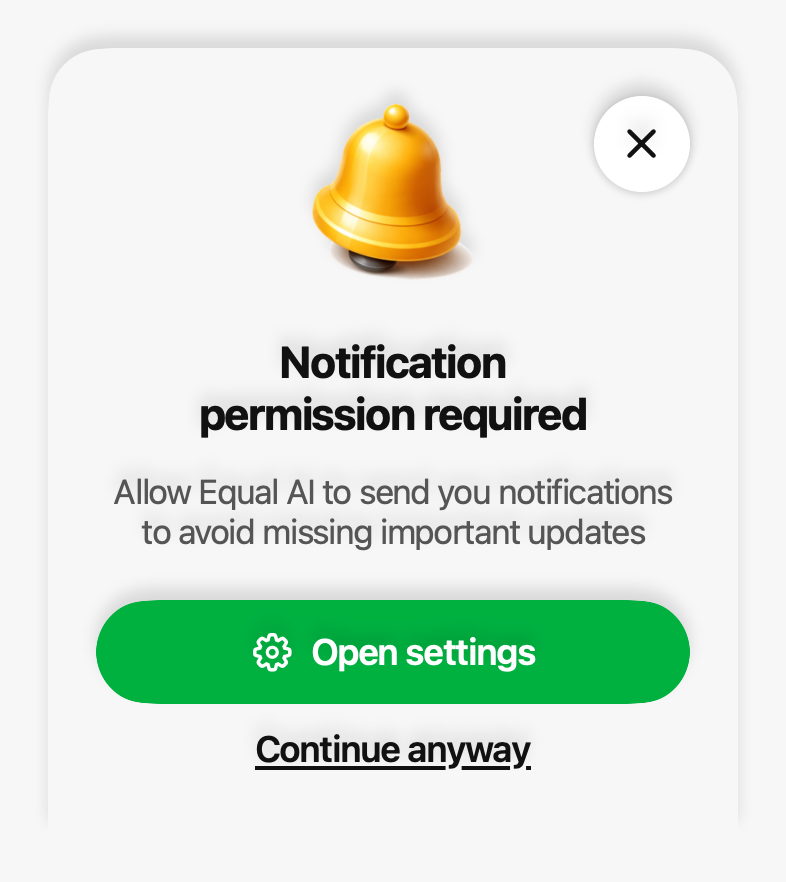 Notification
permission required
Allow Equal AI to send you notifications
to avoid missing important updates
Open settings
Continue anyway